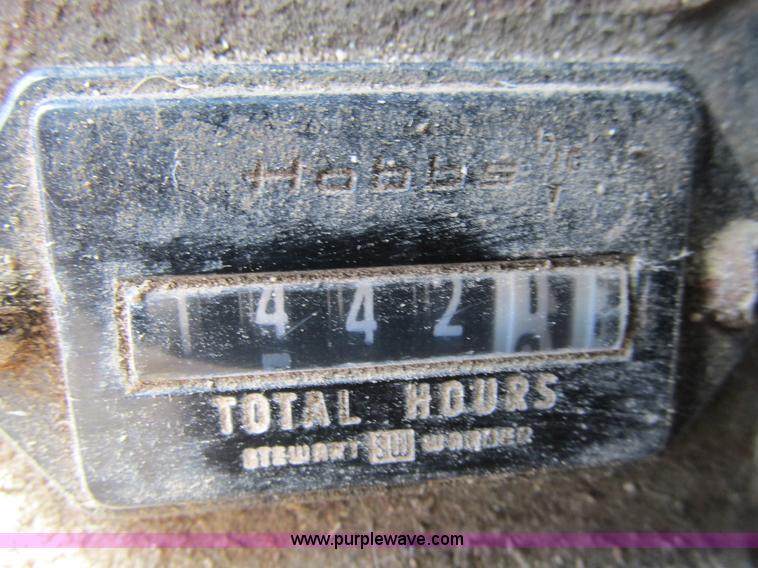 Hobbs
4 4 2
TOTAL HOURS
STEWART SW WARNER
www.purplewave.com